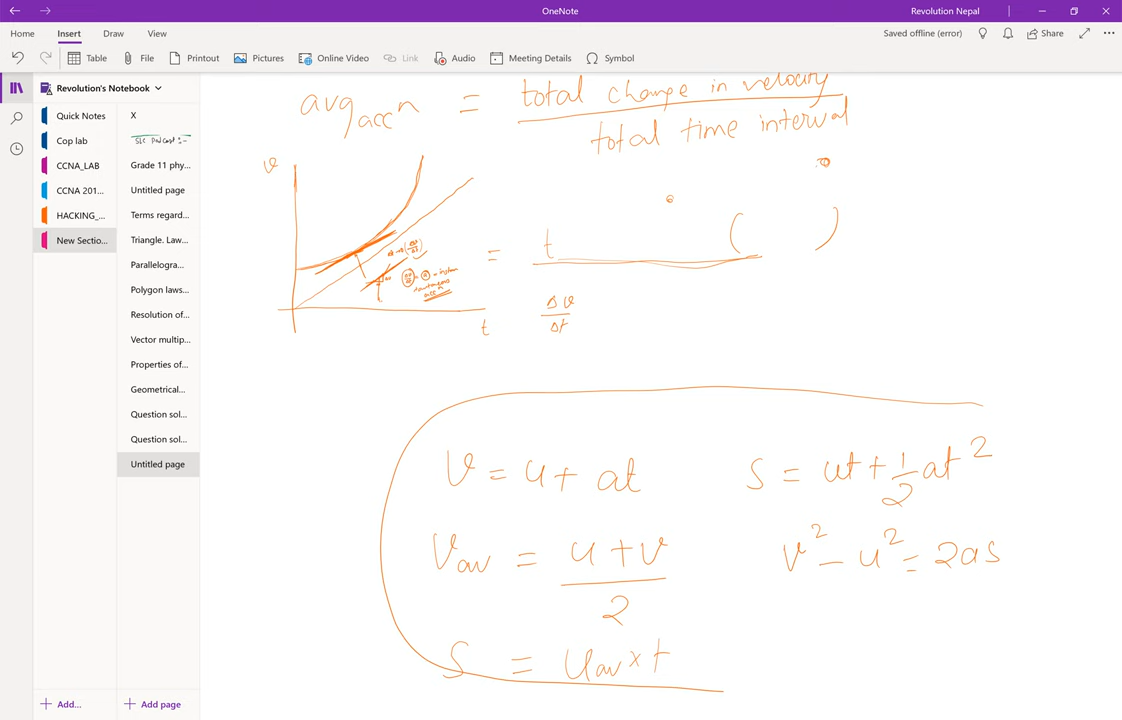 OneNote
Revolution Nepal
Home Insert Draw View
Saved offline (error)
Share
Table File Printout Pictures Online Video Link Audio Meeting Details Symbol
Revolution's Notebook
Quick Notes
Cop lab
CCNA_LAB
CCNA 201...
HACKING_...
New Sectio...
X
Grade 11 phy...
Untitled page
Terms regard...
Triangle. Law...
Parallelogra...
Polygon laws...
Resolution of...
Vector multip...
Properties of...
Geometrical...
Question sol...
Question sol...
Untitled page
Add...
Add page
avg accn = total change in velocity / total time interval
v
t
= t
( )
Δv/Δt
v = u + at
s = ut + 1/2 at²
Vav = u + v / 2
v² - u² = 2as
S = uav × t